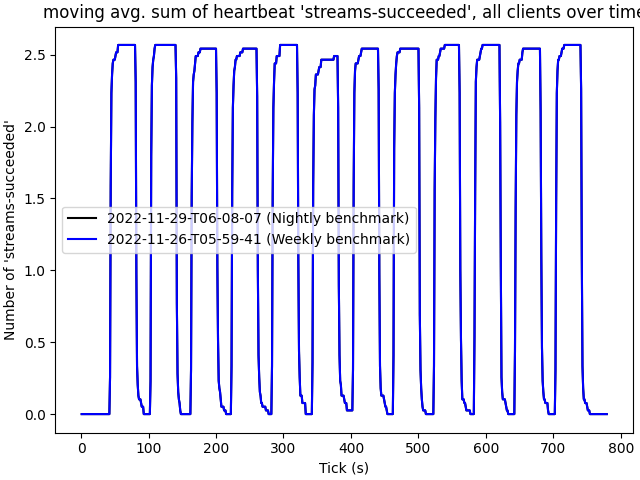 moving avg. sum of heartbeat 'streams-succeeded', all clients over time
Number of 'streams-succeeded'
2.5
2.0
1.5
1.0
0.5
0.0
2022-11-29-T06-08-07 (Nightly benchmark)
2022-11-26-T05-59-41 (Weekly benchmark)
0 100 200 300 400 500 600 700 800
Tick (s)